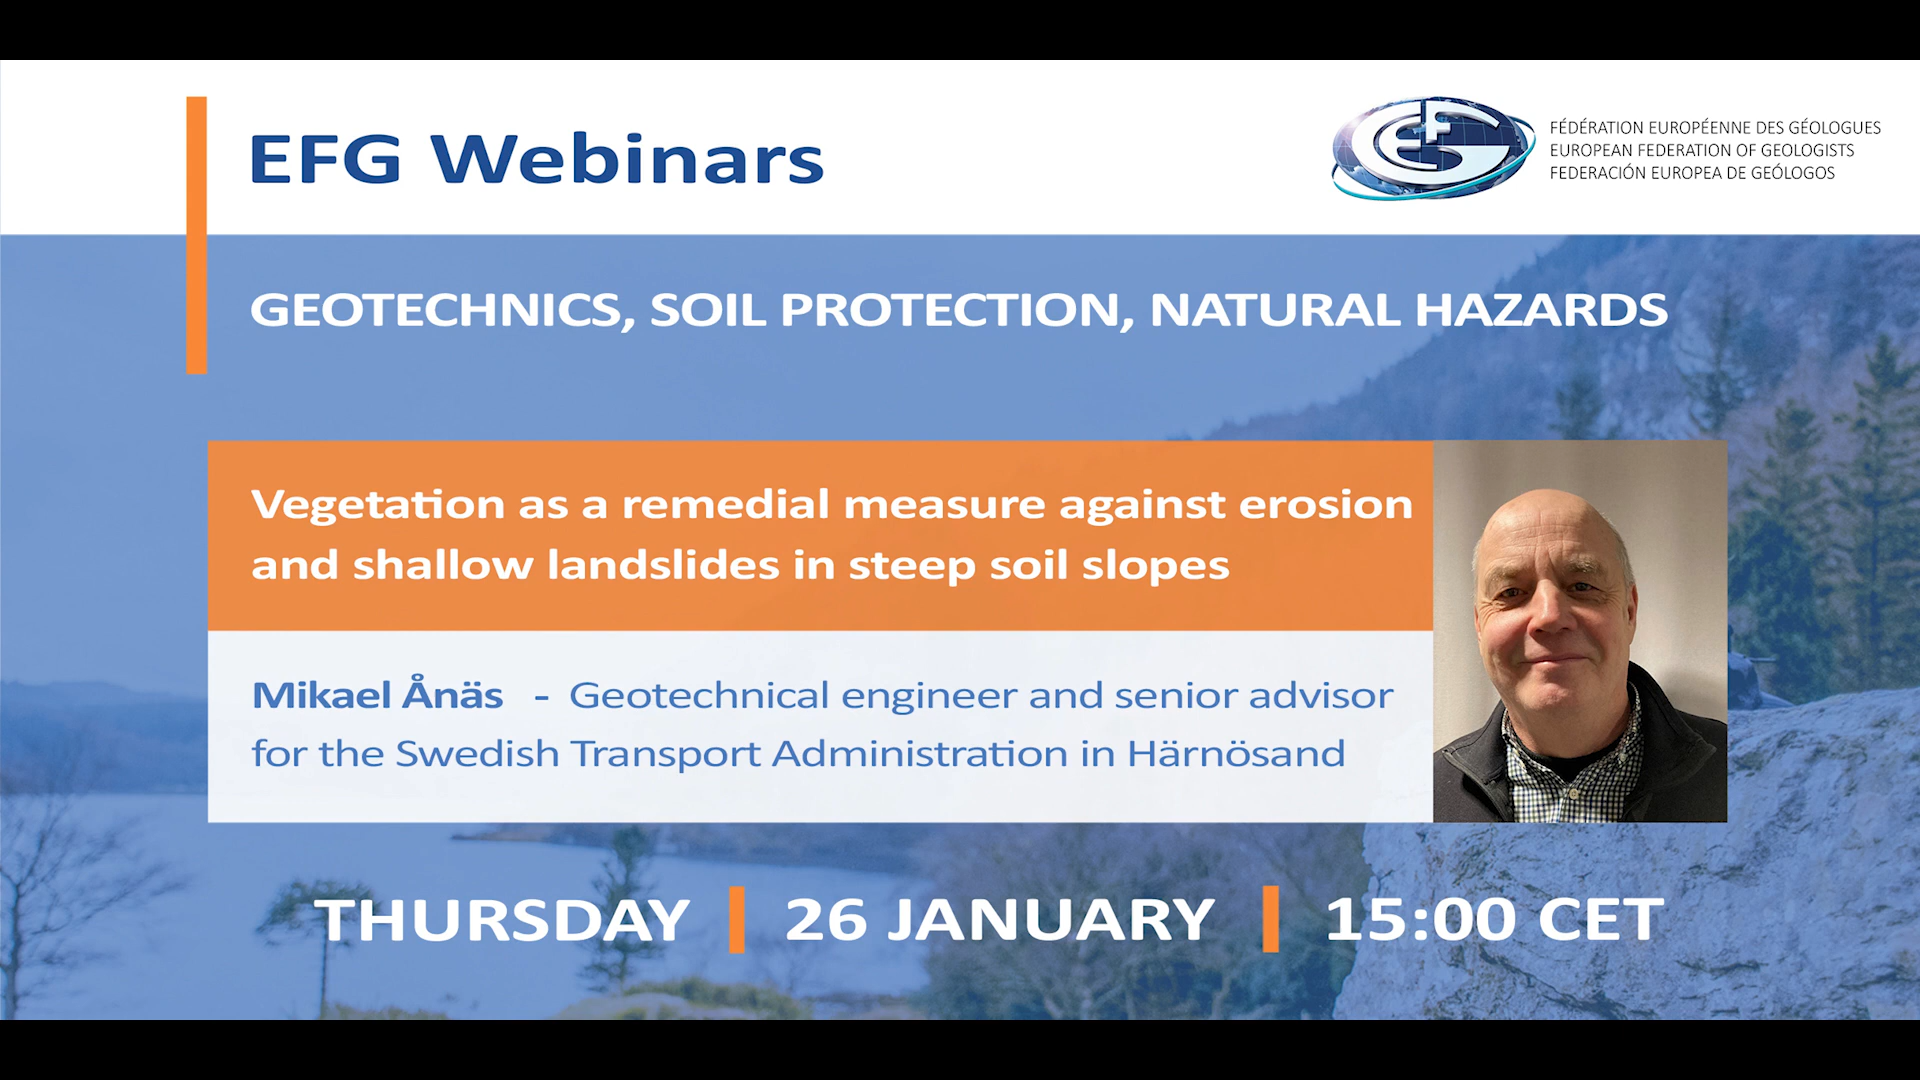 EFG Webinars
EFG
FÉDÉRATION EUROPÉENNE DES GÉOLOGUES
EUROPEAN FEDERATION OF GEOLOGISTS
FEDERACIÓN EUROPEA DE GEÓLOGOS
GEOTECHNICS, SOIL PROTECTION, NATURAL HAZARDS
Vegetation as a remedial measure against erosion
and shallow landslides in steep soil slopes
Mikael Ånäs - Geotechnical engineer and senior advisor
for the Swedish Transport Administration in Härnösand
THURSDAY | 26 JANUARY | 15:00 CET